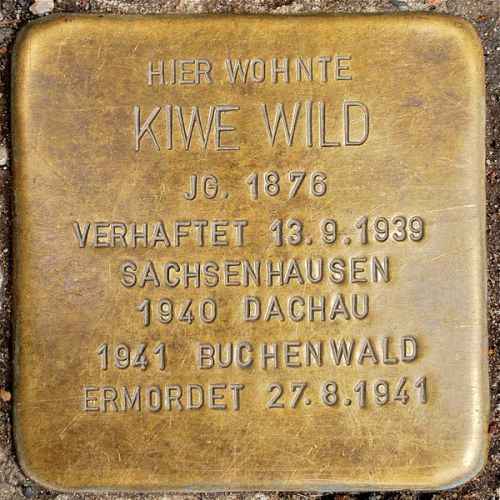 HIER WOHNTE
KIWE WILD
JG. 1876
VERHAFTET 13.9.1939
SACHSENHAUSEN
1940 DACHAU
1941 BUCHENWALD
ERMORDET 27.8.1941